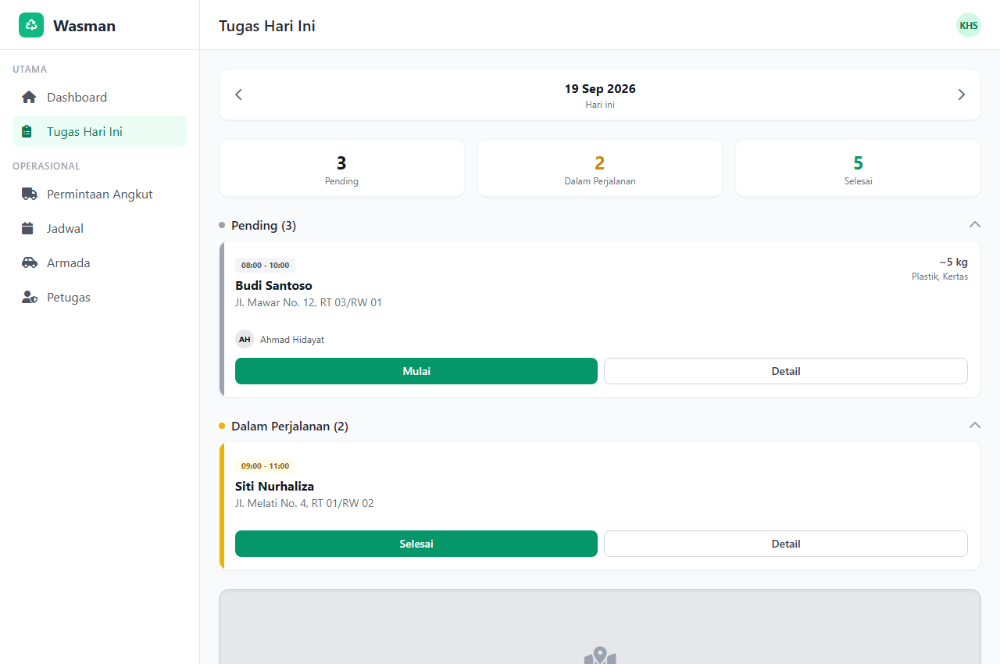 Wasman
Tugas Hari Ini
KHS
UTAMA
Dashboard
Tugas Hari Ini
OPERASIONAL
Permintaan Angkut
Jadwal
Armada
Petugas
19 Sep 2026
Hari ini
3
Pending
2
Dalam Perjalanan
5
Selesai
Pending (3)
08:00 - 10:00
~5 kg
Budi Santoso
Plastik, Kertas
Jl. Mawar No. 12, RT 03/RW 01
AH
Ahmad Hidayat
Mulai
Detail
Dalam Perjalanan (2)
09:00 - 11:00
Siti Nurhaliza
Jl. Melati No. 4, RT 01/RW 02
Selesai
Detail